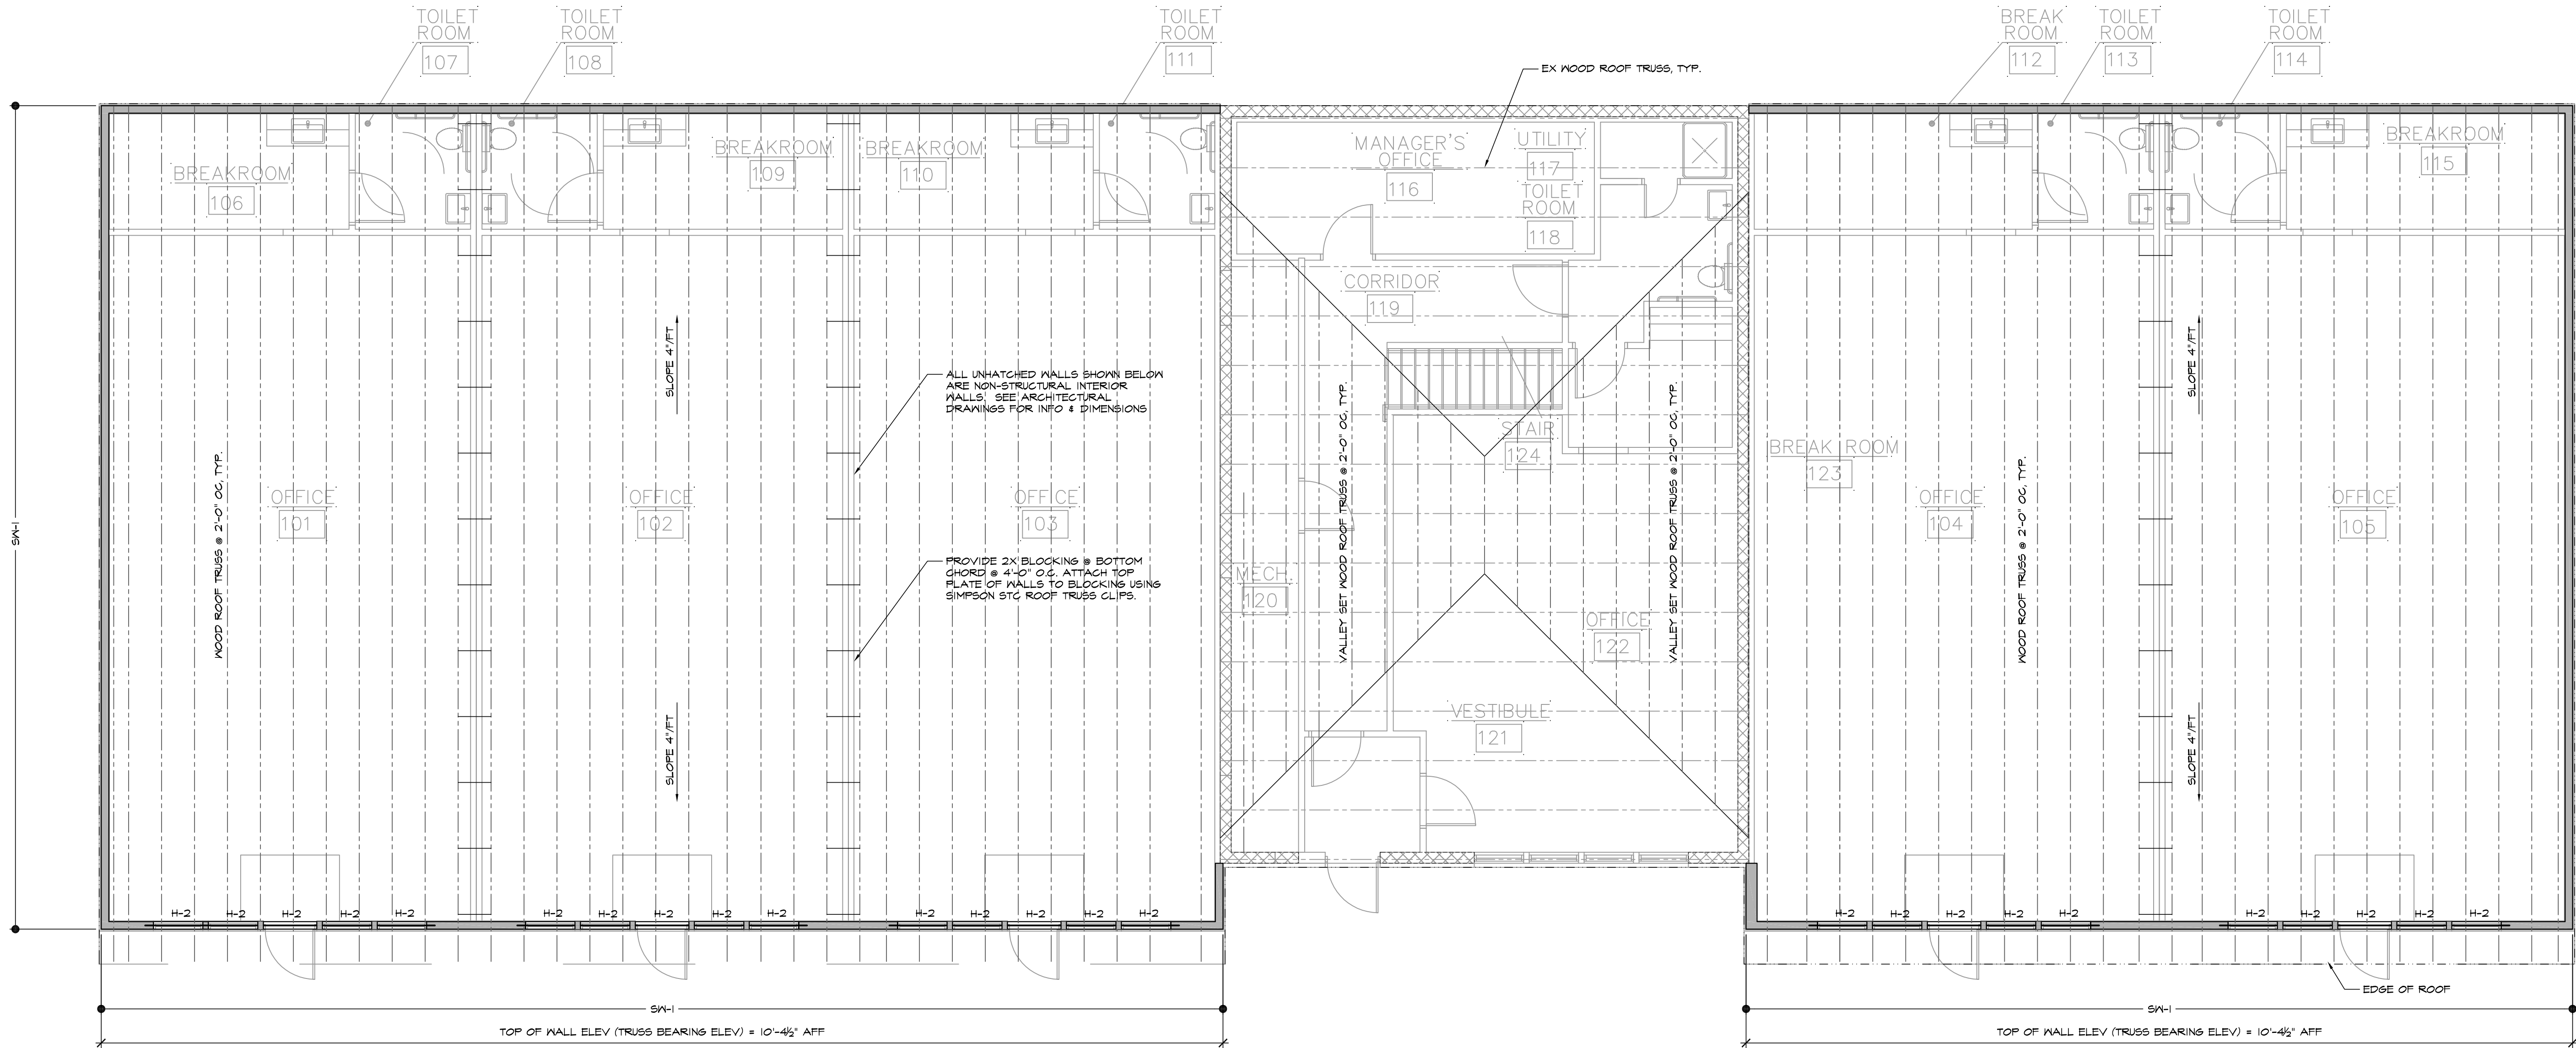 TOILET
ROOM
107
TOILET
ROOM
108
TOILET
ROOM
111
BREAK
ROOM
112
TOILET
ROOM
113
TOILET
ROOM
114
EX WOOD ROOF TRUSS, TYP.
BREAKROOM
106
BREAKROOM
109
BREAKROOM
110
MANAGER'S
OFFICE
116
UTILITY
117
TOILET
ROOM
118
BREAKROOM
115
CORRIDOR
119
SLOPE 4"/FT
SLOPE 4"/FT
ALL UNHATCHED WALLS SHOWN BELOW
ARE NON-STRUCTURAL INTERIOR
WALLS. SEE ARCHITECTURAL
DRAWINGS FOR INFO & DIMENSIONS
STAIR
124
BREAK ROOM
123
SW-1
WOOD ROOF TRUSS @ 2'-0" OC, TYP.
OFFICE
101
OFFICE
102
OFFICE
103
VALLEY SET WOOD ROOF TRUSS @ 2'-0" OC, TYP.
VALLEY SET WOOD ROOF TRUSS @ 2'-0" OC, TYP.
OFFICE
104
WOOD ROOF TRUSS @ 2'-0" OC, TYP.
OFFICE
105
PROVIDE 2X BLOCKING @ BOTTOM
CHORD @ 4'-0" O.C. ATTACH TOP
PLATE OF WALLS TO BLOCKING USING
SIMPSON STC ROOF TRUSS CLIPS.
MECH.
120
OFFICE
122
VESTIBULE
121
SLOPE 4"/FT
SLOPE 4"/FT
H-2 H-2 H-2 H-2 H-2 H-2 H-2 H-2 H-2 H-2 H-2 H-2 H-2 H-2 H-2 H-2 H-2 H-2 H-2 H-2 H-2 H-2 H-2 H-2 H-2
EDGE OF ROOF
SW-1
SW-1
TOP OF WALL ELEV (TRUSS BEARING ELEV) = 10'-4½" AFF
TOP OF WALL ELEV (TRUSS BEARING ELEV) = 10'-4½" AFF